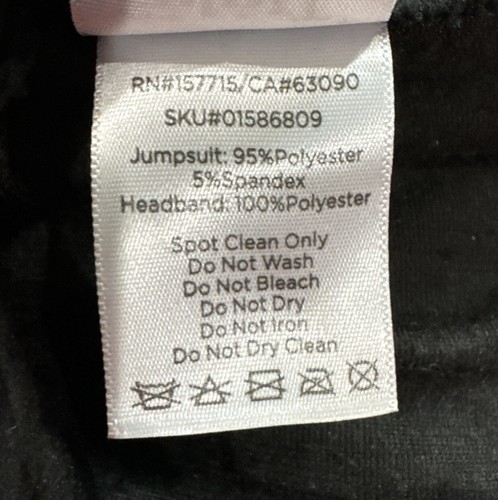 RN#157715/CA#63090
SKU#01586809
Jumpsuit: 95%Polyester
5%Spandex
Headband: 100%Polyester
Spot Clean Only
Do Not Wash
Do Not Bleach
Do Not Dry
Do Not Iron
Do Not Dry Clean